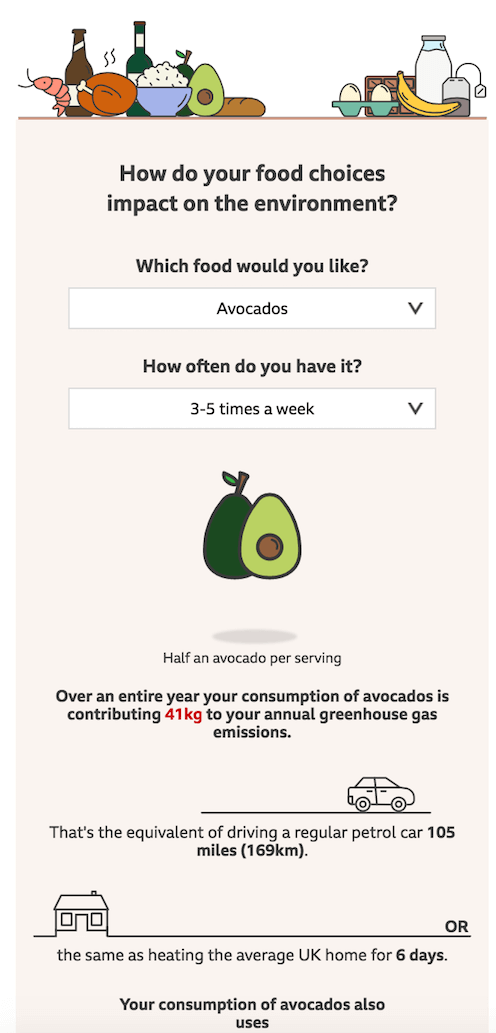 How do your food choices
impact on the environment?
Which food would you like?
Avocados
How often do you have it?
3-5 times a week
Half an avocado per serving
Over an entire year your consumption of avocados is
contributing 41kg to your annual greenhouse gas
emissions.
That's the equivalent of driving a regular petrol car 105
miles (169km).
OR
the same as heating the average UK home for 6 days.
Your consumption of avocados also
uses